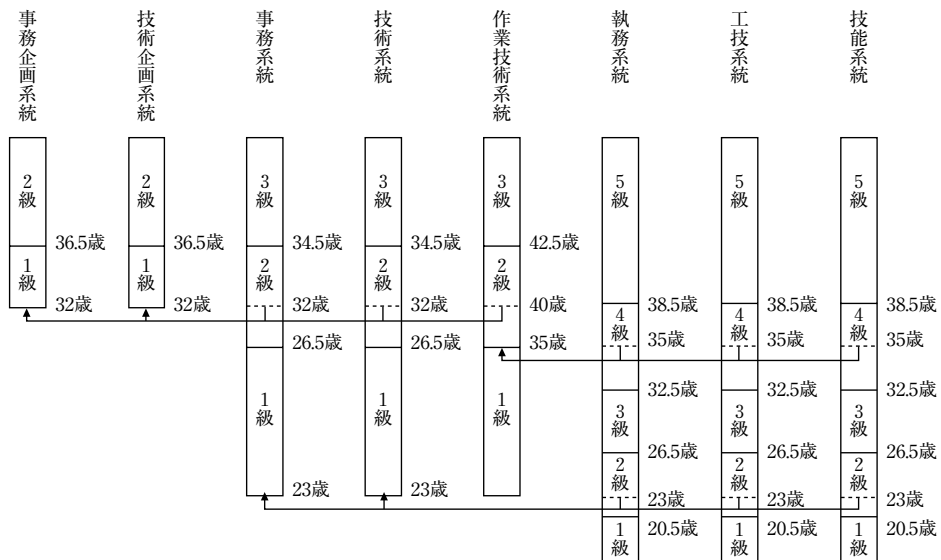 事務企画系統
技術企画系統
事務系統
技術系統
作業技術系統
執務系統
工技系統
技能系統
2級
36.5歳
1級
32歳
2級
36.5歳
1級
32歳
3級
34.5歳
2級
32歳
26.5歳
1級
23歳
3級
34.5歳
2級
32歳
26.5歳
1級
23歳
3級
42.5歳
2級
40歳
35歳
1級
5級
38.5歳
4級
35歳
32.5歳
3級
26.5歳
2級
23歳
20.5歳
1級
5級
38.5歳
4級
35歳
32.5歳
3級
26.5歳
2級
23歳
20.5歳
1級
5級
38.5歳
4級
35歳
32.5歳
3級
26.5歳
2級
23歳
20.5歳
1級